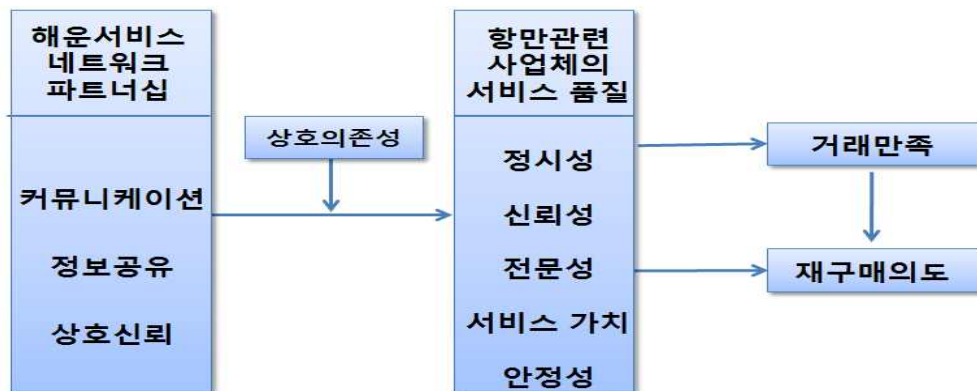 해운서비스
네트워크
파트너십
커뮤니케이션
정보공유
상호신뢰
상호의존성
항만관련
사업체의
서비스 품질
정시성
신뢰성
전문성
서비스 가치
안정성
거래만족
재구매의도